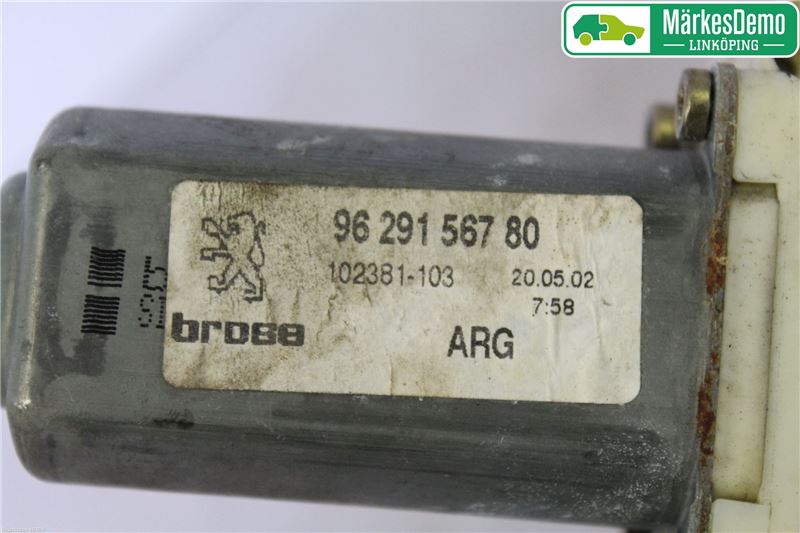 MärkesDemo
LINKÖPING
96 291 567 80
102381-103 20.05.02
7:58
brose
ARG